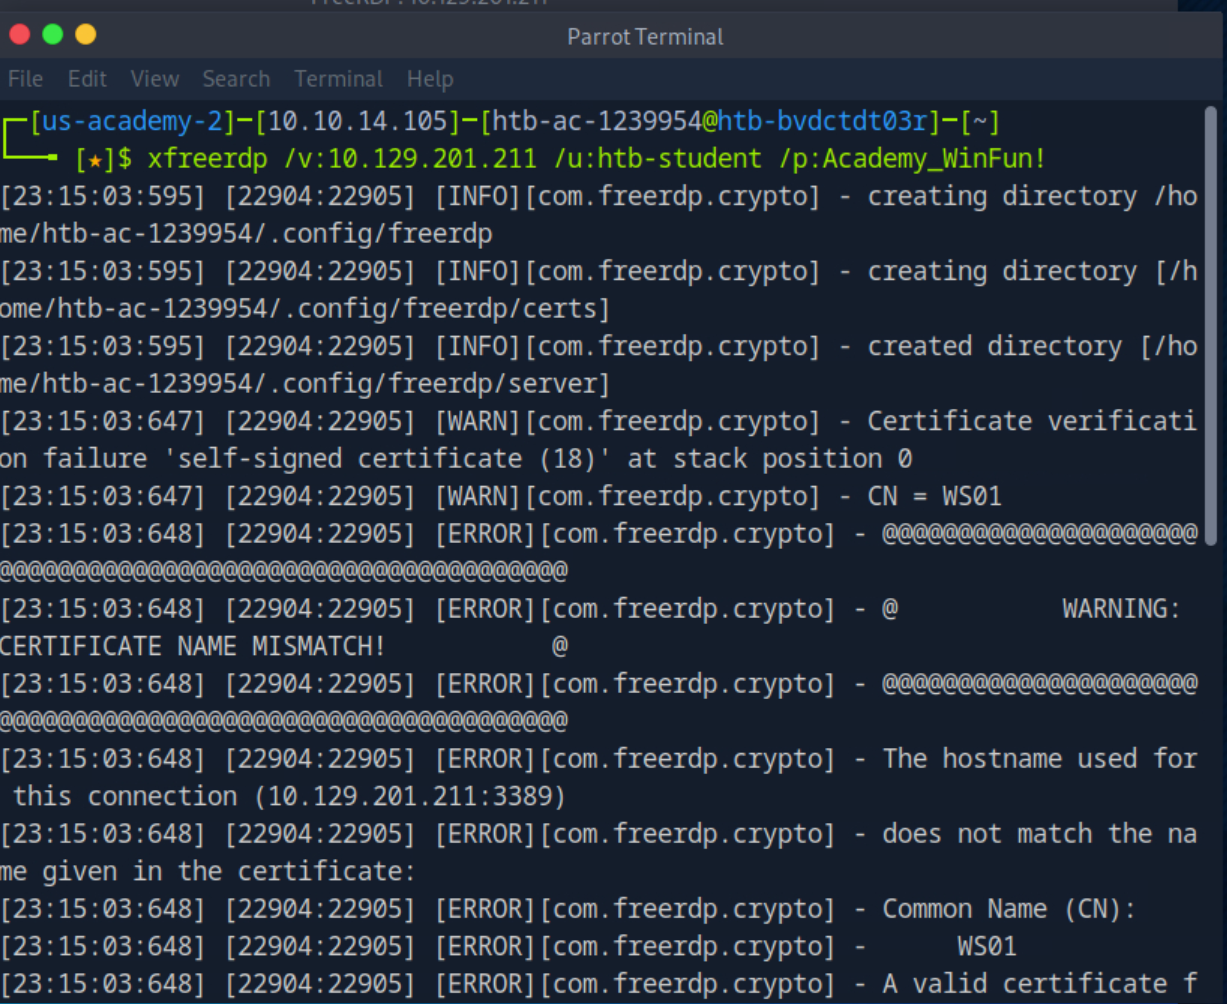 FreeRDP: 10.129.201.211
Parrot Terminal
File Edit View Search Terminal Help
[us-academy-2]-[10.10.14.105]-[htb-ac-1239954@htb-bvdctdt03r]-[~]
[★]$ xfreerdp /v:10.129.201.211 /u:htb-student /p:Academy_WinFun!
[23:15:03:595] [22904:22905] [INFO][com.freerdp.crypto] - creating directory /ho
me/htb-ac-1239954/.config/freerdp
[23:15:03:595] [22904:22905] [INFO][com.freerdp.crypto] - creating directory [/h
ome/htb-ac-1239954/.config/freerdp/certs]
[23:15:03:595] [22904:22905] [INFO][com.freerdp.crypto] - created directory [/ho
me/htb-ac-1239954/.config/freerdp/server]
[23:15:03:647] [22904:22905] [WARN][com.freerdp.crypto] - Certificate verificati
on failure 'self-signed certificate (18)' at stack position 0
[23:15:03:647] [22904:22905] [WARN][com.freerdp.crypto] - CN = WS01
[23:15:03:648] [22904:22905] [ERROR][com.freerdp.crypto] - @@@@@@@@@@@@@@@@@@@@@
@@@@@@@@@@@@@@@@@@@@@@@@@@@@@@@@@@@@@@
[23:15:03:648] [22904:22905] [ERROR][com.freerdp.crypto] - @           WARNING:
CERTIFICATE NAME MISMATCH!           @
[23:15:03:648] [22904:22905] [ERROR][com.freerdp.crypto] - @@@@@@@@@@@@@@@@@@@@@
@@@@@@@@@@@@@@@@@@@@@@@@@@@@@@@@@@@@@@
[23:15:03:648] [22904:22905] [ERROR][com.freerdp.crypto] - The hostname used for
 this connection (10.129.201.211:3389)
[23:15:03:648] [22904:22905] [ERROR][com.freerdp.crypto] - does not match the na
me given in the certificate:
[23:15:03:648] [22904:22905] [ERROR][com.freerdp.crypto] - Common Name (CN):
[23:15:03:648] [22904:22905] [ERROR][com.freerdp.crypto] -      WS01
[23:15:03:648] [22904:22905] [ERROR][com.freerdp.crypto] - A valid certificate f